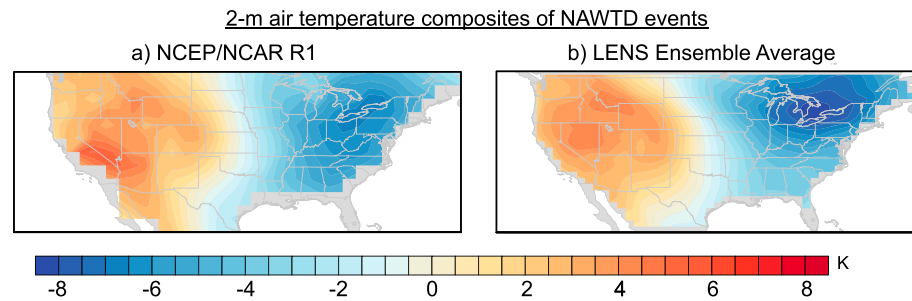 2-m air temperature composites of NAWTD events
a) NCEP/NCAR R1
b) LENS Ensemble Average
-8 -6 -4 -2 0 2 4 6 8 K